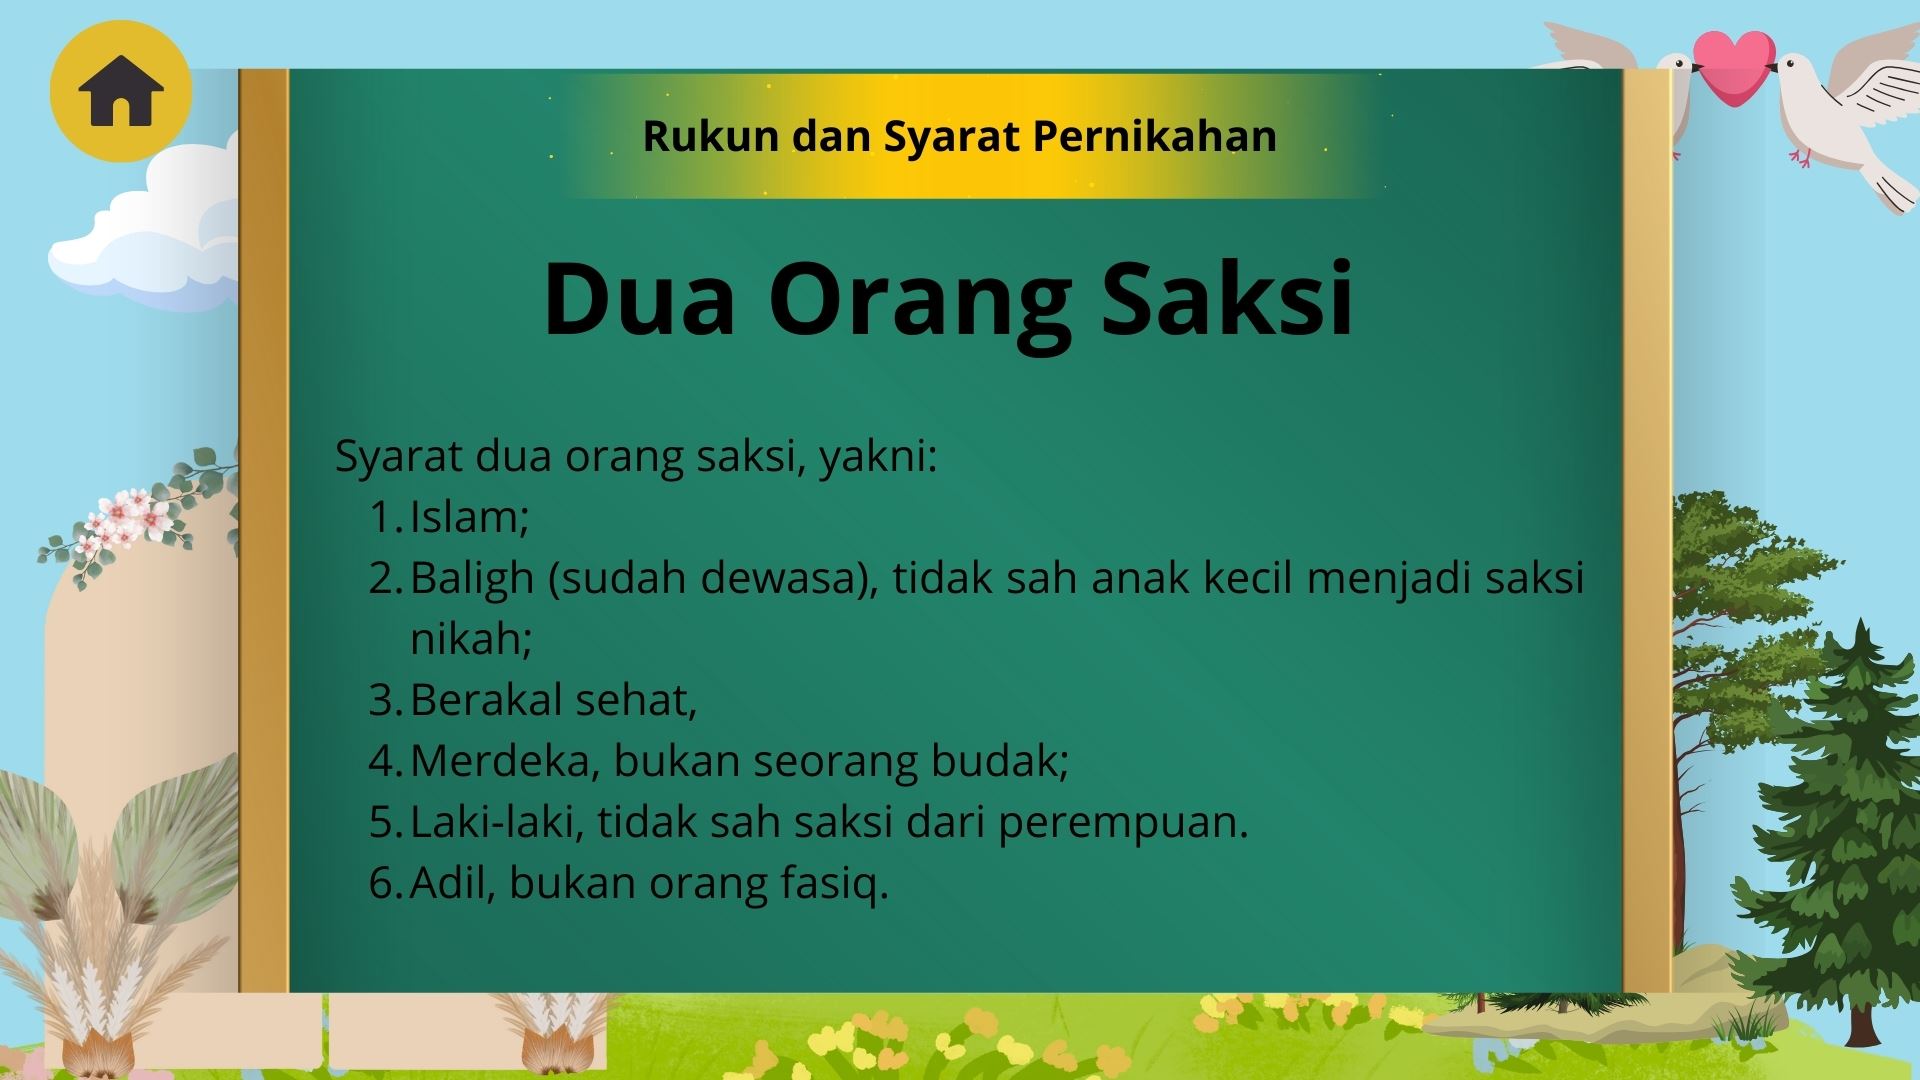 Rukun dan Syarat Pernikahan
Dua Orang Saksi
Syarat dua orang saksi, yakni:
1. Islam;
2. Baligh (sudah dewasa), tidak sah anak kecil menjadi saksi
nikah;
3. Berakal sehat,
4. Merdeka, bukan seorang budak;
5. Laki-laki, tidak sah saksi dari perempuan.
6. Adil, bukan orang fasiq.